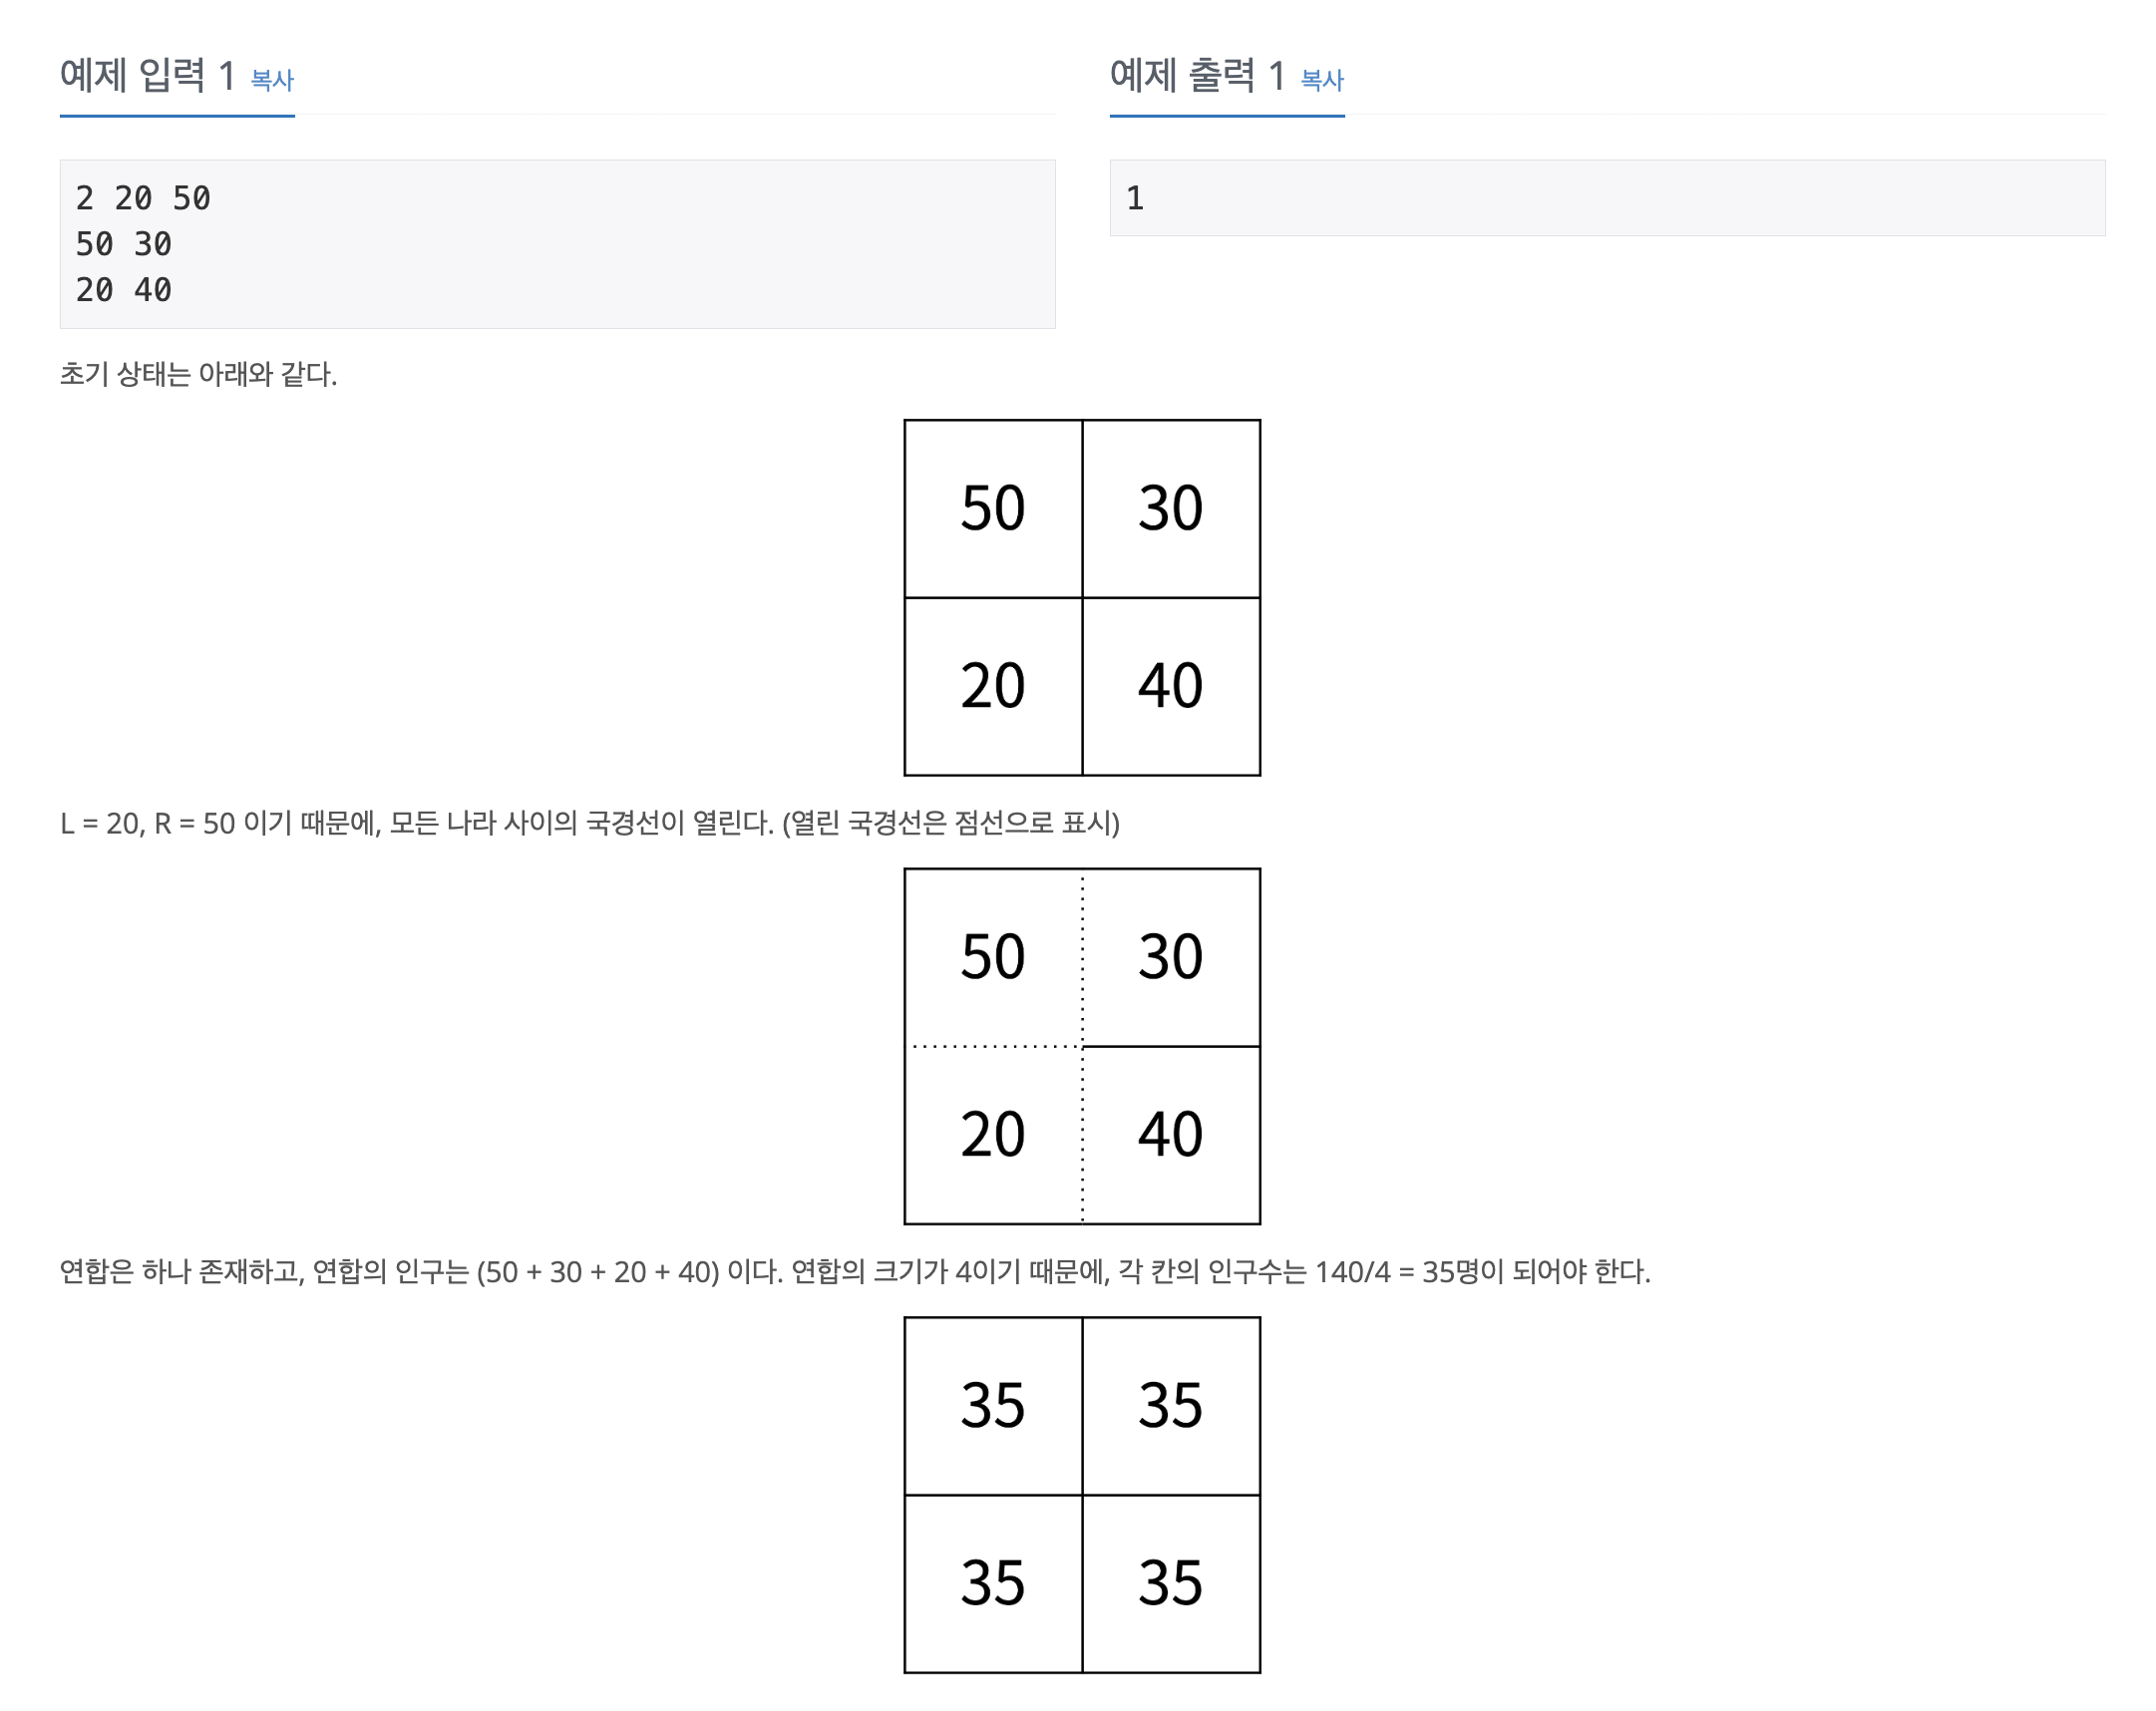 예제 입력 1 복사
예제 출력 1 복사
2 20 50
50 30
20 40
1
초기 상태는 아래와 같다.
50 30
20 40
L = 20, R = 50 이기 때문에, 모든 나라 사이의 국경선이 열린다. (열린 국경선은 점선으로 표시)
50 30
20 40
연합은 하나 존재하고, 연합의 인구는 (50 + 30 + 20 + 40) 이다. 연합의 크기가 4이기 때문에, 각 칸의 인구수는 140/4 = 35명이 되어야 한다.
35 35
35 35